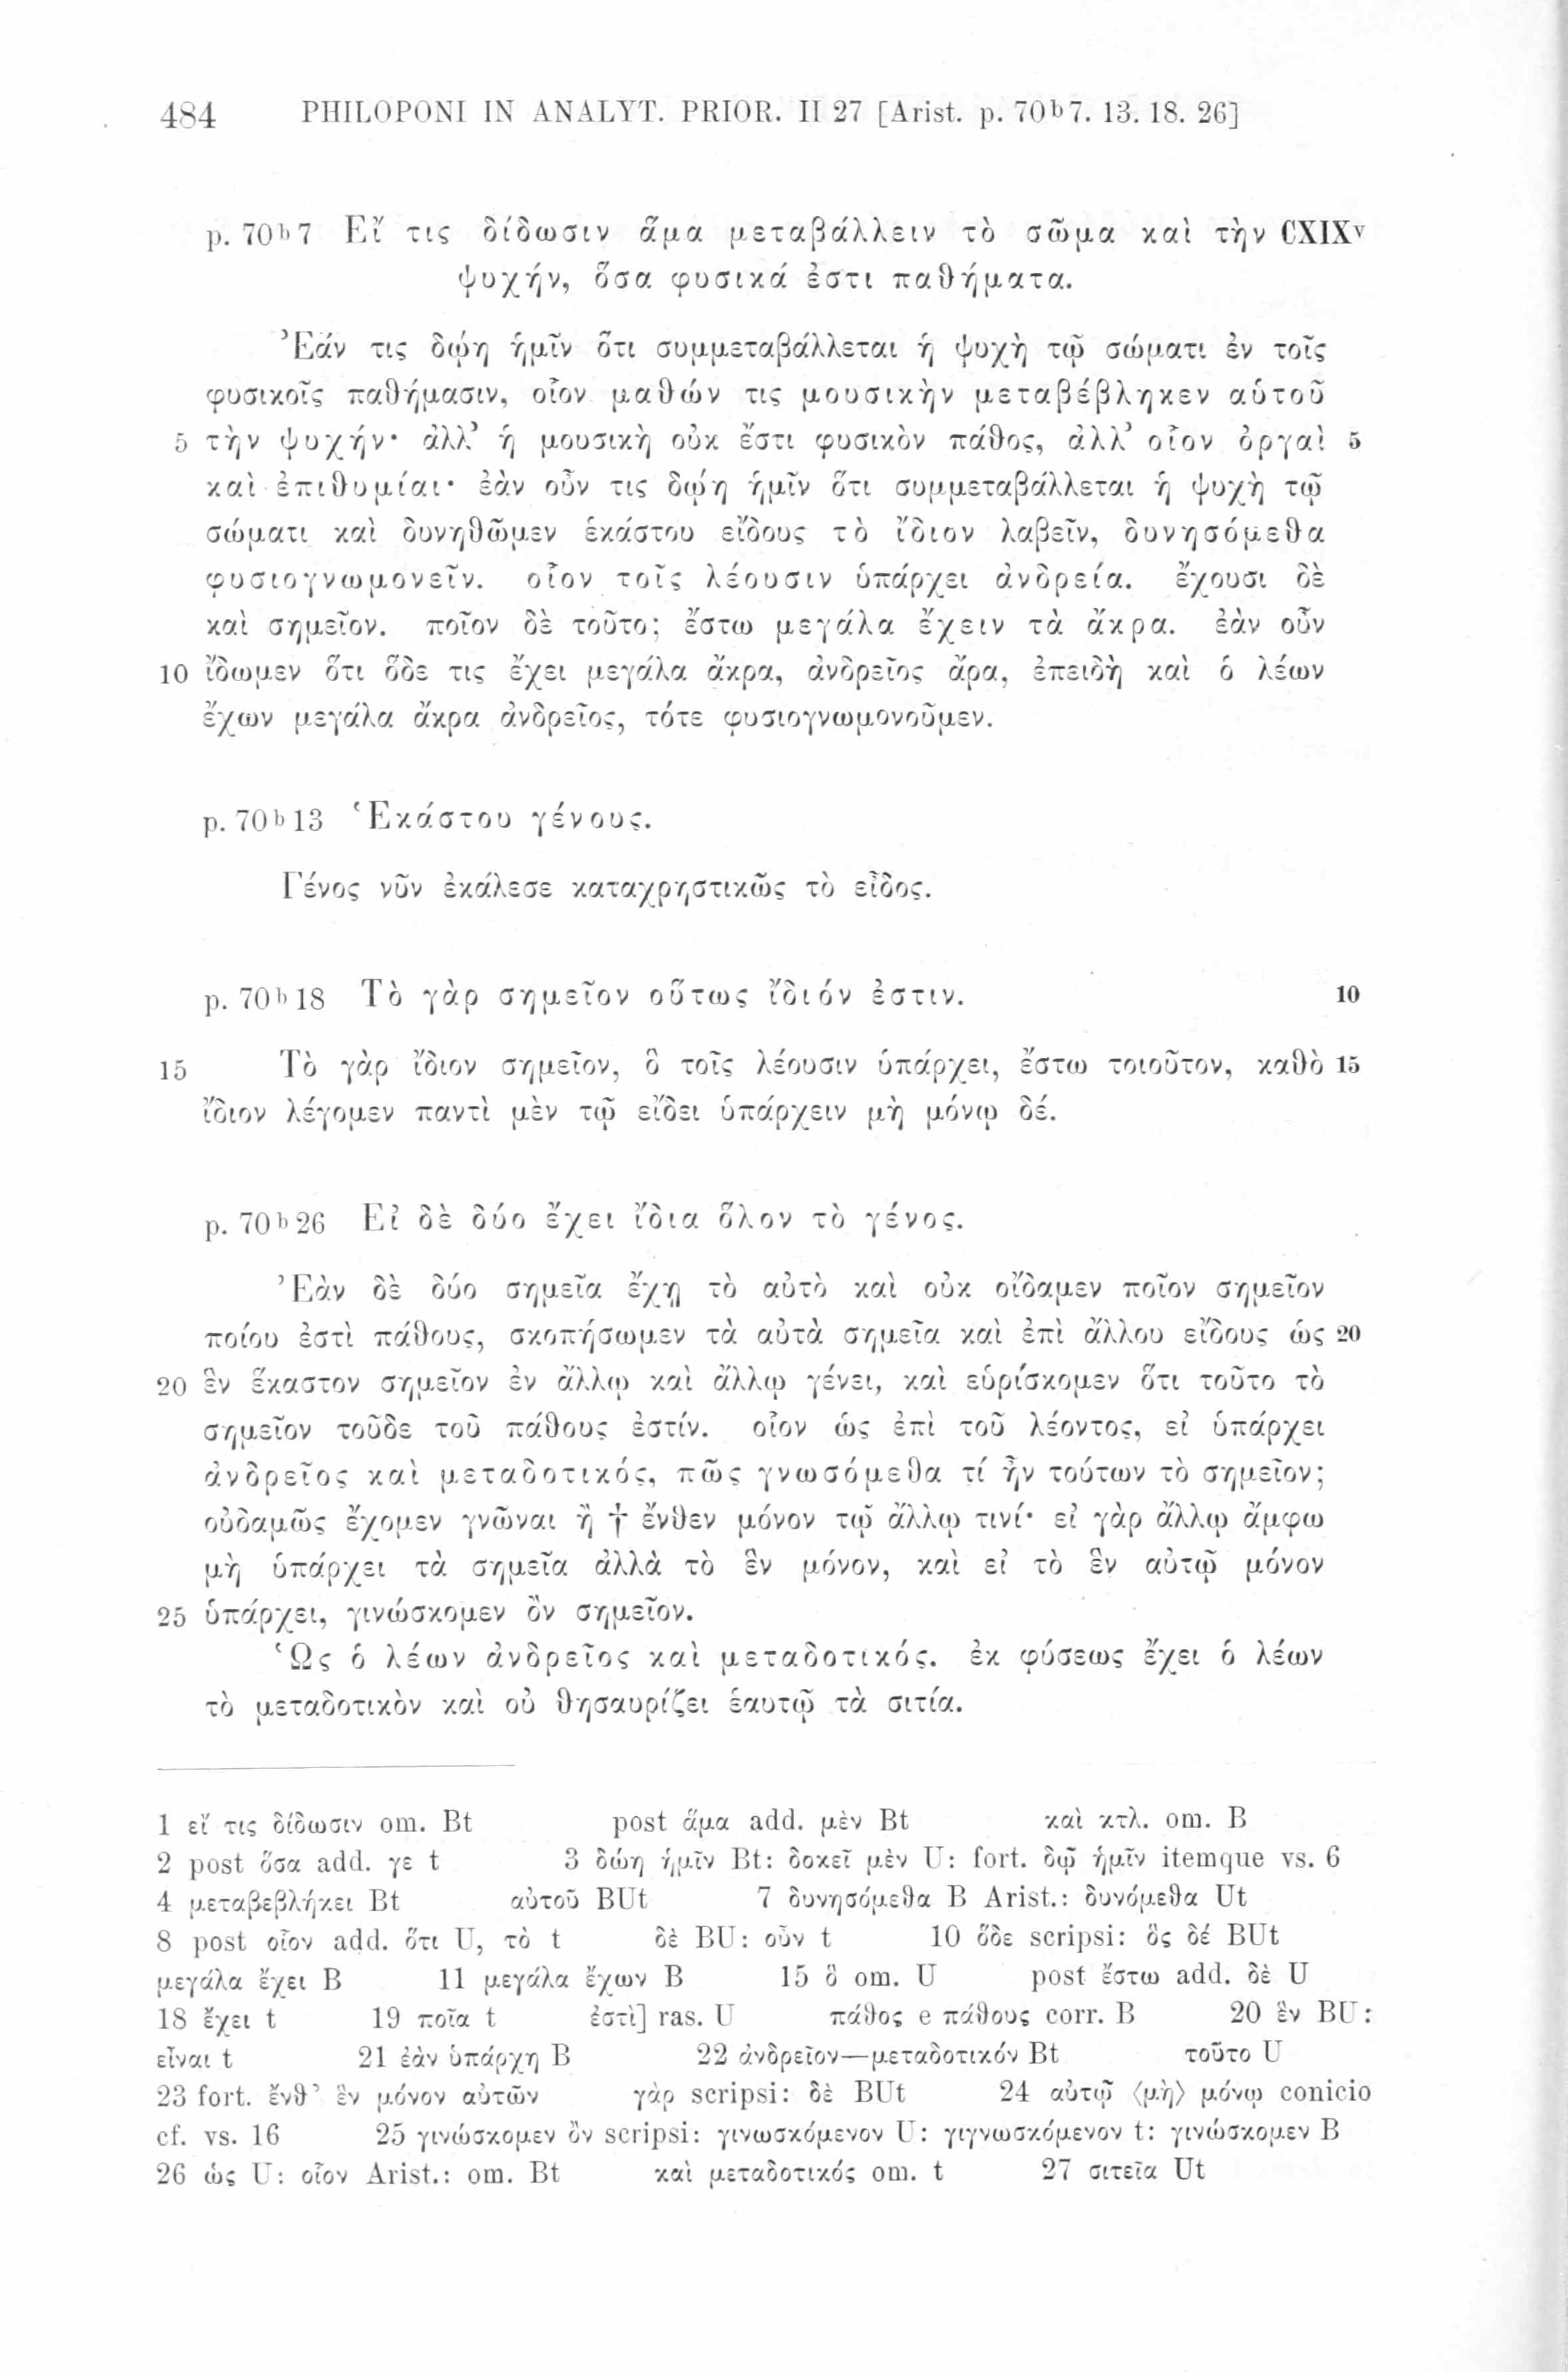 484 PHILOPONI IN ANALYT. PRIOR. II 27 [Arist. p. 70ᵇ7. 13. 18. 26]
p. 70ᵇ7 Εἴ τις δίδωσιν ἅμα μεταβάλλειν τὸ σῶμα καὶ τὴν CXIXᵛ
ψυχήν, ὅσα φυσικά ἐστι παθήματα.
Ἐάν τις δῴη ἡμῖν ὅτι συμμεταβάλλεται ἡ ψυχὴ τῷ σώματι ἐν τοῖς
φυσικοῖς παθήμασιν, οἷον μαθών τις μουσικὴν μεταβέβληκεν αὑτοῦ
5 τὴν ψυχήν· ἀλλ’ ἡ μουσικὴ οὐκ ἔστι φυσικὸν πάθος, ἀλλ’ οἷον ὀργαὶ 5
καὶ ἐπιθυμίαι· ἐὰν οὖν τις δῴη ἡμῖν ὅτι συμμεταβάλλεται ἡ ψυχὴ τῷ
σώματι καὶ δυνηθῶμεν ἑκάστου εἴδους τὸ ἴδιον λαβεῖν, δυνησόμεθα
φυσιογνωμονεῖν. οἷον τοῖς λέουσιν ὑπάρχει ἀνδρεία. ἔχουσι δὲ
καὶ σημεῖον. ποῖον δὲ τοῦτο; ἔστω μεγάλα ἔχειν τὰ ἄκρα. ἐὰν οὖν
10 ἴδωμεν ὅτι ὅδε τις ἔχει μεγάλα ἄκρα, ἀνδρεῖος ἄρα, ἐπειδὴ καὶ ὁ λέων
ἔχων μεγάλα ἄκρα ἀνδρεῖος, τότε φυσιογνωμονοῦμεν.
p. 70ᵇ13 Ἑκάστου γένους.
Γένος νῦν ἐκάλεσε καταχρηστικῶς τὸ εἶδος.
p. 70ᵇ18 Τὸ γὰρ σημεῖον οὕτως ἴδιόν ἐστιν. 10
15 Τὸ γὰρ ἴδιον σημεῖον, ὃ τοῖς λέουσιν ὑπάρχει, ἔστω τοιοῦτον, καθὸ 15
ἴδιον λέγομεν παντὶ μὲν τῷ εἴδει ὑπάρχειν μὴ μόνῳ δέ.
p. 70ᵇ26 Εἰ δὲ δύο ἔχει ἴδια ὅλον τὸ γένος.
Ἐὰν δὲ δύο σημεῖα ἔχῃ τὸ αὐτὸ καὶ οὐκ οἴδαμεν ποῖον σημεῖον
ποίου ἐστὶ πάθους, σκοπήσωμεν τὰ αὐτὰ σημεῖα καὶ ἐπὶ ἄλλου εἴδους ὡς 20
20 ἓν ἕκαστον σημεῖον ἐν ἄλλῳ καὶ ἄλλῳ γένει, καὶ εὑρίσκομεν ὅτι τοῦτο τὸ
σημεῖον τοῦδε τοῦ πάθους ἐστίν. οἷον ὡς ἐπὶ τοῦ λέοντος, εἰ ὑπάρχει
ἀνδρεῖος καὶ μεταδοτικός, πῶς γνωσόμεθα τί ἦν τούτων τὸ σημεῖον;
οὐδαμῶς ἔχομεν γνῶναι ἢ † ἔνθεν μόνον τῷ ἄλλῳ τινί· εἰ γὰρ ἄλλῳ ἄμφω
μὴ ὑπάρχει τὰ σημεῖα ἀλλὰ τὸ ἓν μόνον, καὶ εἰ τὸ ἓν αὐτῷ μόνον
25 ὑπάρχει, γινώσκομεν ὂν σημεῖον.
Ὡς ὁ λέων ἀνδρεῖος καὶ μεταδοτικός. ἐκ φύσεως ἔχει ὁ λέων
τὸ μεταδοτικὸν καὶ οὐ θησαυρίζει ἑαυτῷ τὰ σιτία.
1 εἴ τις δίδωσιν om. Bt post ἅμα add. μὲν Bt καὶ κτλ. om. B
2 post ὅσα add. γε t 3 δώη ἡμῖν Bt: δοκεῖ μὲν U: fort. δῷ ἡμῖν itemque vs. 6
4 μεταβεβλήκει Bt αὐτοῦ BUt 7 δυνησόμεθα B Arist.: δυνόμεθα Ut
8 post οἷον add. ὅτι U, τὸ t δὲ BU: οὖν t 10 ὅδε scripsi: ὃς δέ BUt
μεγάλα ἔχει B 11 μεγάλα ἔχων B 15 ὃ om. U post ἔστω add. δὲ U
18 ἔχει t 19 ποῖα t ἐστὶ] ras. U πάθος e πάθους corr. B 20 ἓν BU:
εἶναι t 21 ἐὰν ὑπάρχη B 22 ἀνδρεῖον—μεταδοτικόν Bt τοῦτο U
23 fort. ἔνθ’ ἓν μόνον αὐτῶν γὰρ scripsi: δὲ BUt 24 αὐτῷ ⟨μὴ⟩ μόνῳ conicio
cf. vs. 16 25 γινώσκομεν ὂν scripsi: γινωσκόμενον U: γιγνωσκόμενον t: γινώσκομεν B
26 ὡς U: οἷον Arist.: om. Bt καὶ μεταδοτικός om. t 27 σιτεῖα Ut